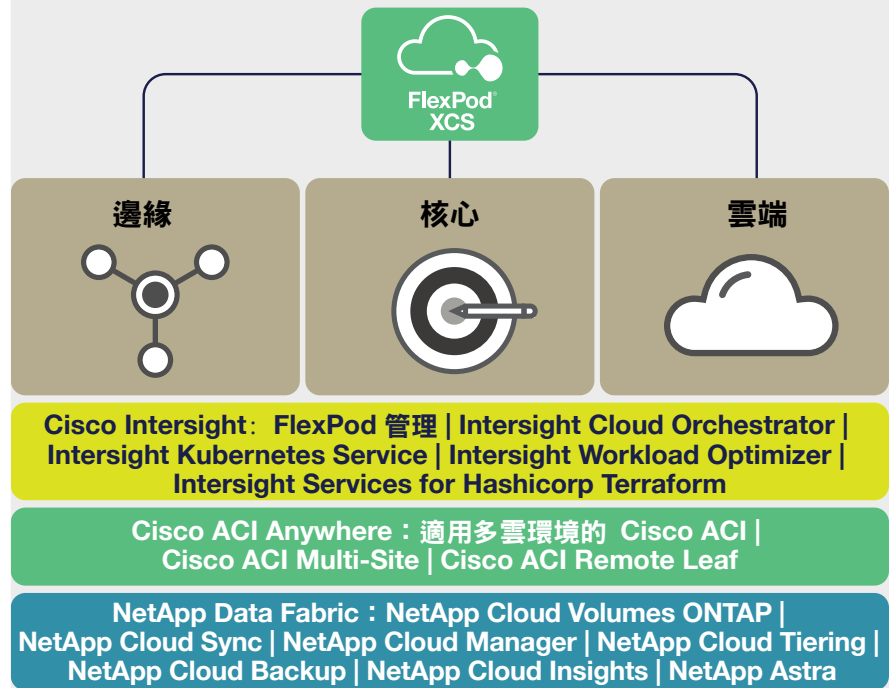 FlexPod®
XCS
邊緣
核心
雲端
Cisco Intersight：FlexPod 管理 | Intersight Cloud Orchestrator |
Intersight Kubernetes Service | Intersight Workload Optimizer |
Intersight Services for Hashicorp Terraform
Cisco ACI Anywhere：適用多雲環境的 Cisco ACI |
Cisco ACI Multi-Site | Cisco ACI Remote Leaf
NetApp Data Fabric：NetApp Cloud Volumes ONTAP |
NetApp Cloud Sync | NetApp Cloud Manager | NetApp Cloud Tiering |
NetApp Cloud Backup | NetApp Cloud Insights | NetApp Astra